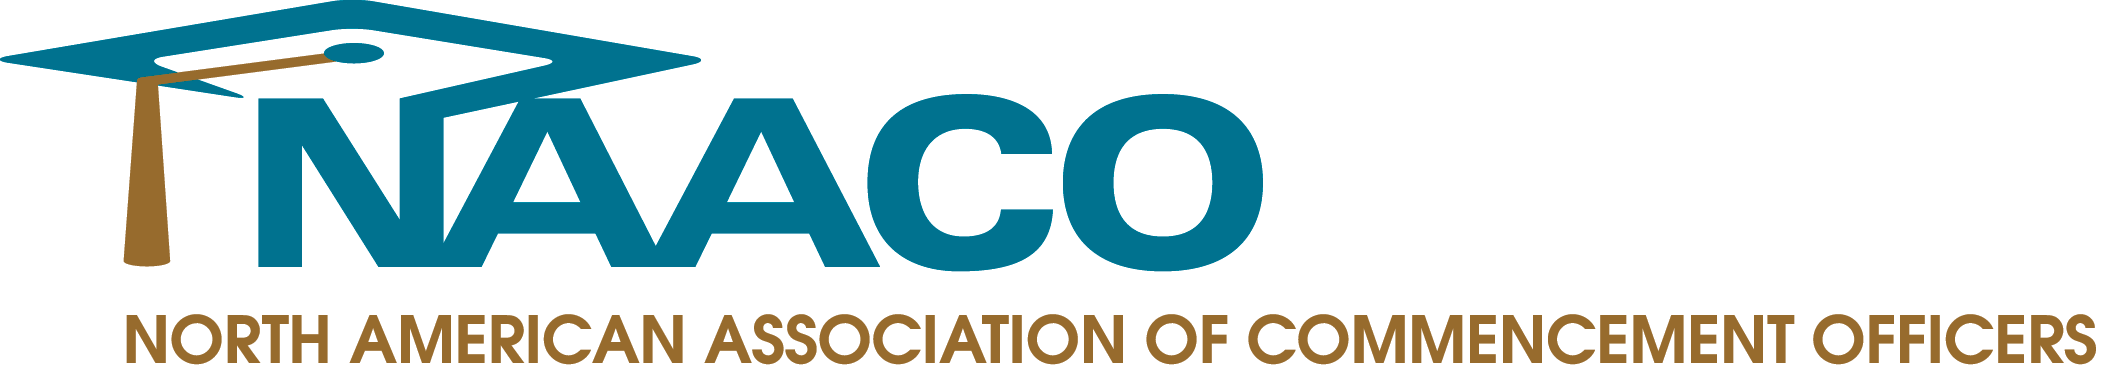 NAACO
NORTH AMERICAN ASSOCIATION OF COMMENCEMENT OFFICERS